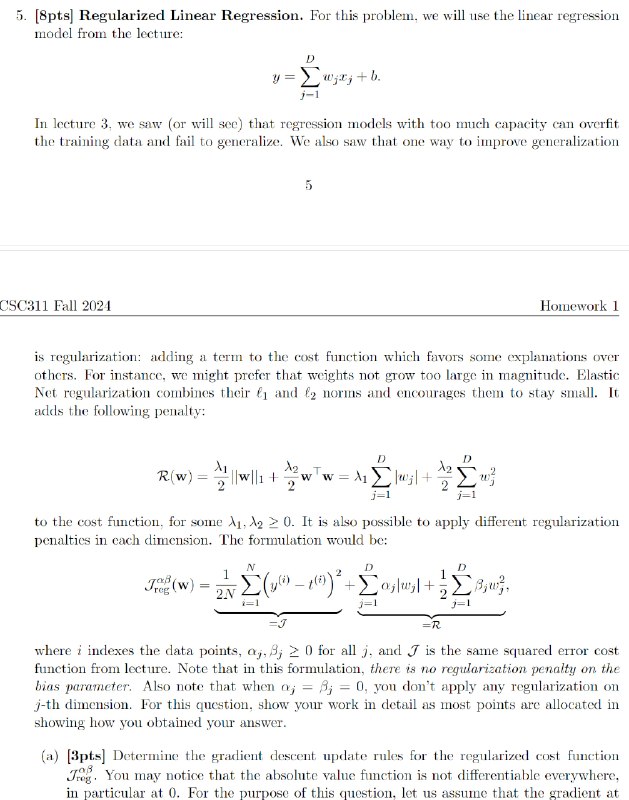 5. [8pts] Regularized Linear Regression. For this problem, we will use the linear regression
model from the lecture:
y = \sum_{j=1}^{D} w_j x_j + b.
In lecture 3, we saw (or will see) that regression models with too much capacity can overfit
the training data and fail to generalize. We also saw that one way to improve generalization
5
CSC311 Fall 2024 Homework 1
is regularization: adding a term to the cost function which favors some explanations over
others. For instance, we might prefer that weights not grow too large in magnitude. Elastic
Net regularization combines their ℓ₁ and ℓ₂ norms and encourages them to stay small. It
adds the following penalty:
\mathcal{R}(\mathbf{w}) = \frac{\lambda_1}{2} ||\mathbf{w}||_1 + \frac{\lambda_2}{2} \mathbf{w}^\top \mathbf{w} = \lambda_1 \sum_{j=1}^{D} |w_j| + \frac{\lambda_2}{2} \sum_{j=1}^{D} w_j^2
to the cost function, for some λ₁, λ₂ ≥ 0. It is also possible to apply different regularization
penalties in each dimension. The formulation would be:
\mathcal{J}_{reg}^{\alpha\beta}(\mathbf{w}) = \underbrace{\frac{1}{2N} \sum_{i=1}^{N} \left( y^{(i)} - t^{(i)} \right)^2}_{=\mathcal{J}} + \underbrace{\sum_{j=1}^{D} \alpha_j |w_j| + \frac{1}{2} \sum_{j=1}^{D} \beta_j w_j^2}_{=\mathcal{R}},
where i indexes the data points, α_j, β_j ≥ 0 for all j, and 𝒥 is the same squared error cost
function from lecture. Note that in this formulation, there is no regularization penalty on the
bias parameter. Also note that when α_j = β_j = 0, you don't apply any regularization on
j-th dimension. For this question, show your work in detail as most points are allocated in
showing how you obtained your answer.
(a) [3pts] Determine the gradient descent update rules for the regularized cost function
\mathcal{J}_{reg}^{\alpha\beta}. You may notice that the absolute value function is not differentiable everywhere,
in particular at 0. For the purpose of this question, let us assume that the gradient at